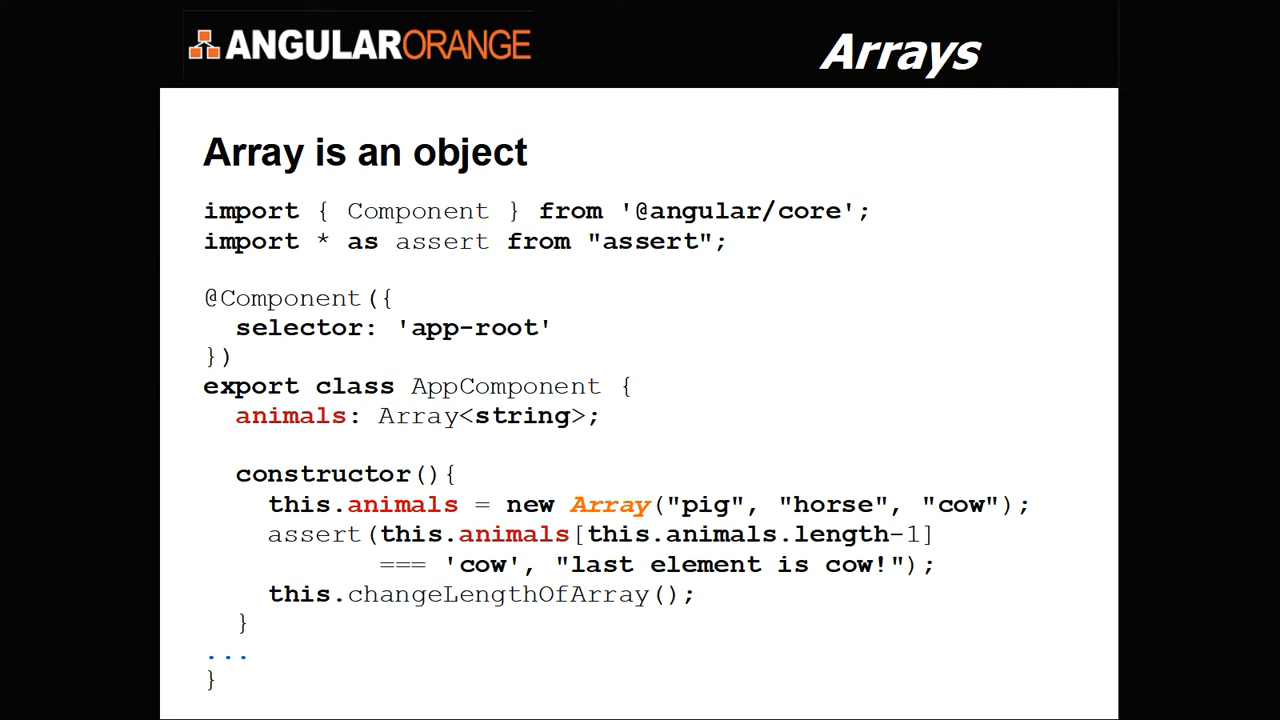 ANGULARORANGE
Arrays
Array is an object
import { Component } from '@angular/core';
import * as assert from "assert";
@Component({
  selector: 'app-root'
})
export class AppComponent {
  animals: Array<string>;
  constructor(){
    this.animals = new Array("pig", "horse", "cow");
    assert(this.animals[this.animals.length-1]
           === 'cow', "last element is cow!");
    this.changeLengthOfArray();
  }
...
}